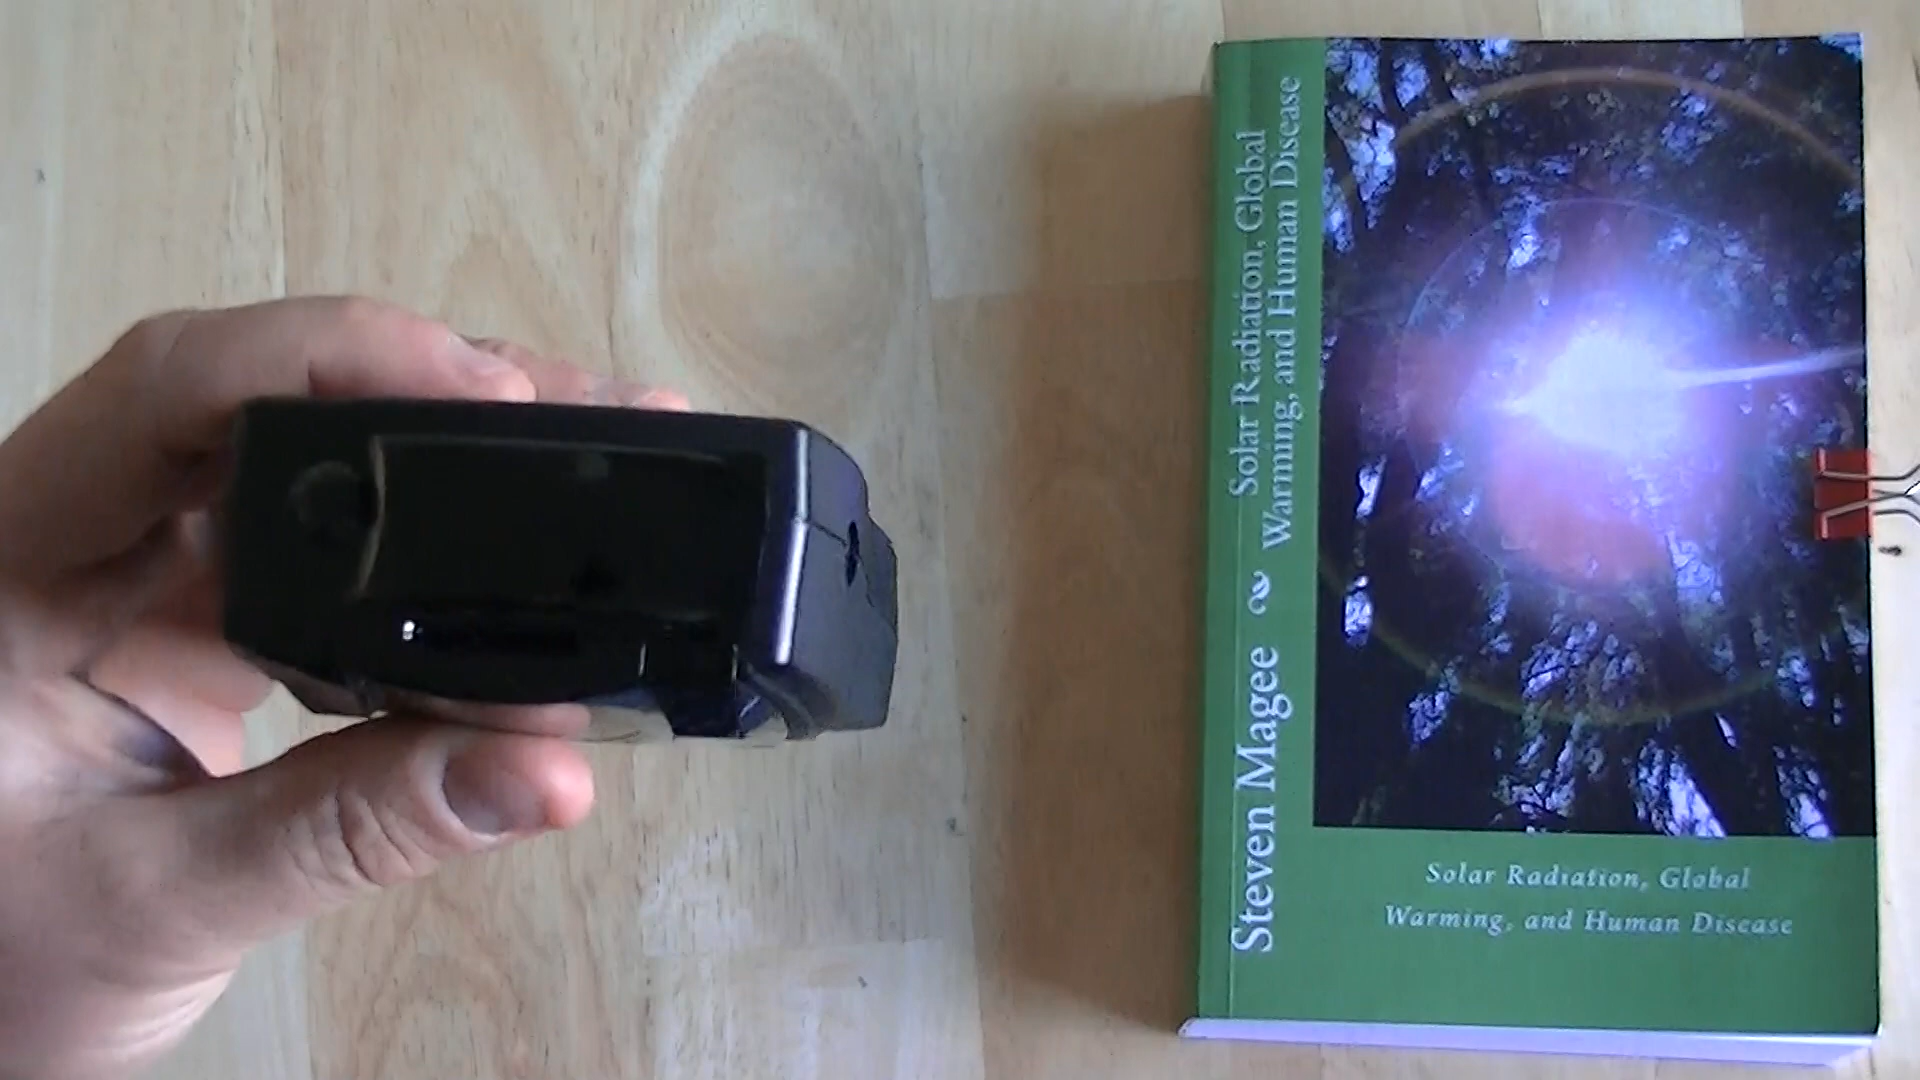 Solar Radiation, Global
Warming, and Human Disease
Steven Magee
Solar Radiation, Global
Warming, and Human Disease